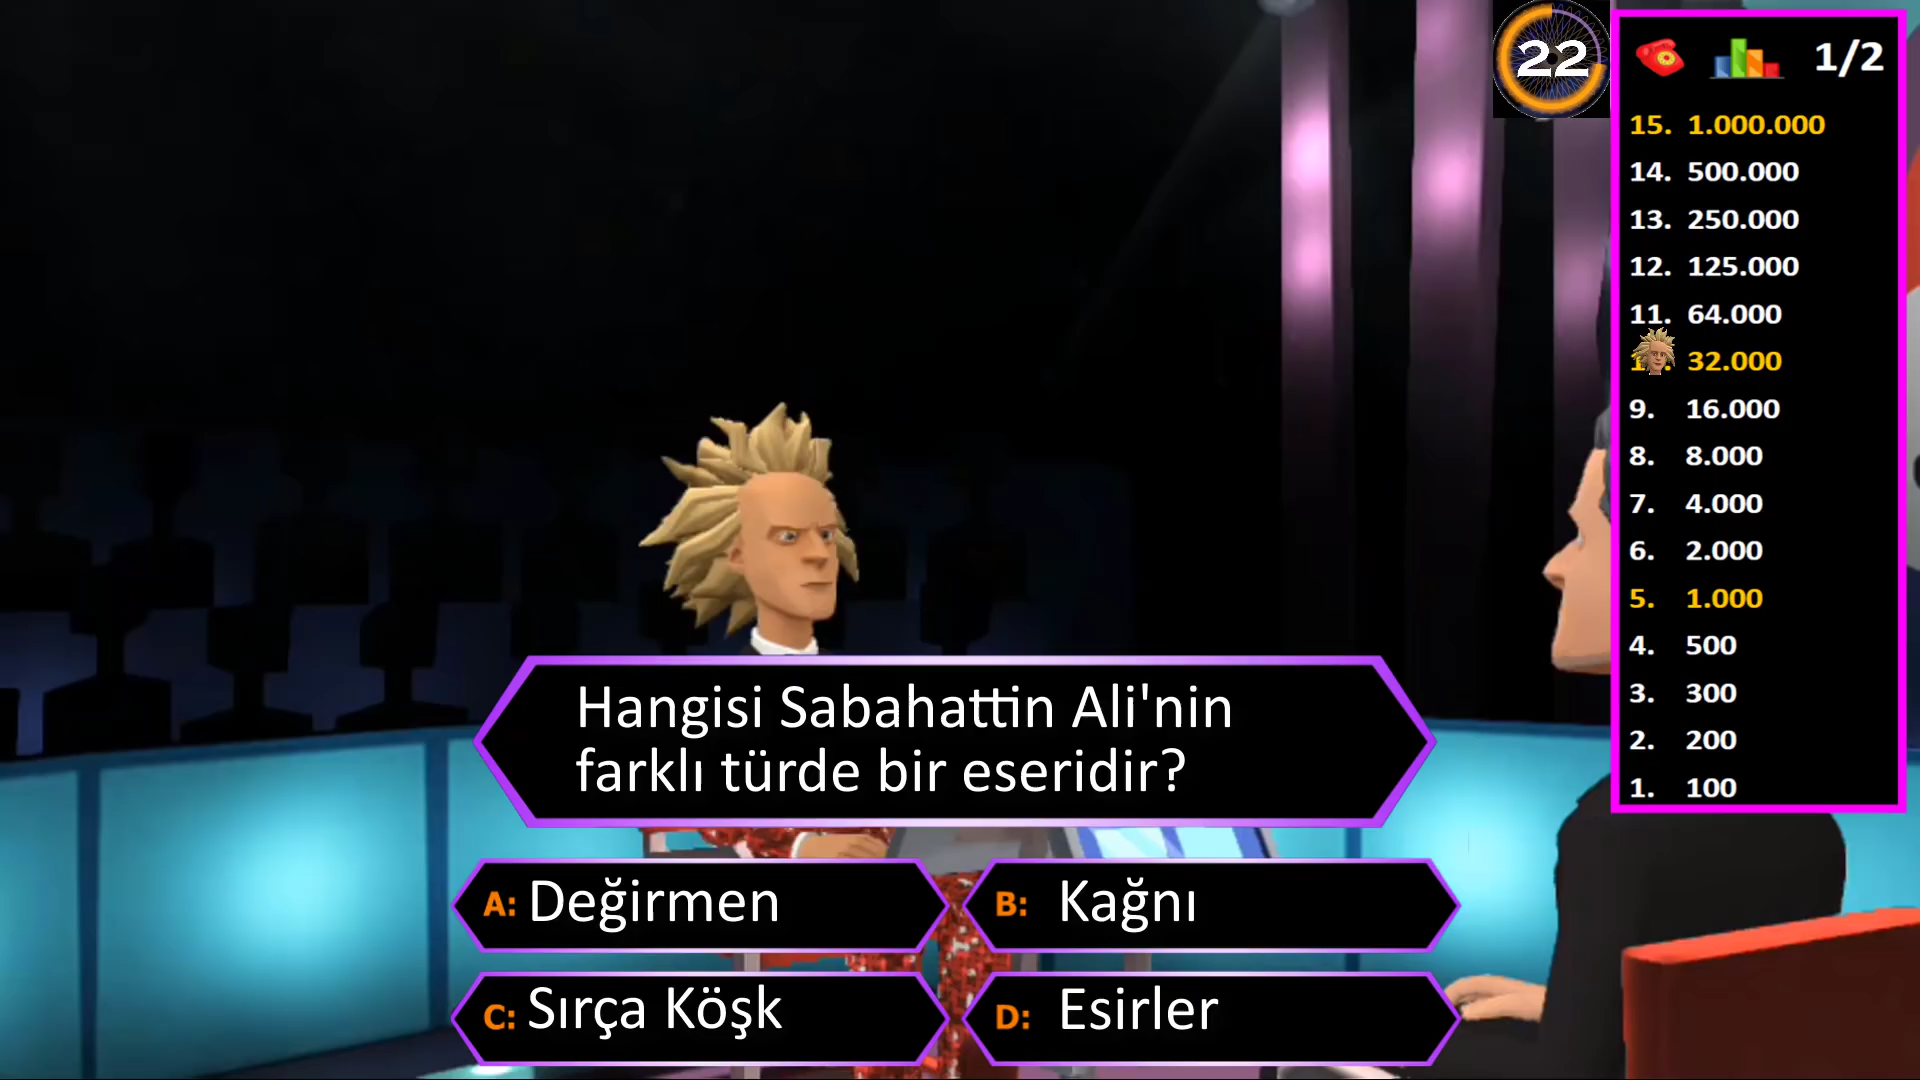 22
1/2
15. 1.000.000
14. 500.000
13. 250.000
12. 125.000
11. 64.000
32.000
9. 16.000
8. 8.000
7. 4.000
6. 2.000
5. 1.000
4. 500
3. 300
2. 200
1. 100
Hangisi Sabahattin Ali'nin
farklı türde bir eseridir?
A: Değirmen
B: Kağnı
C: Sırça Köşk
D: Esirler